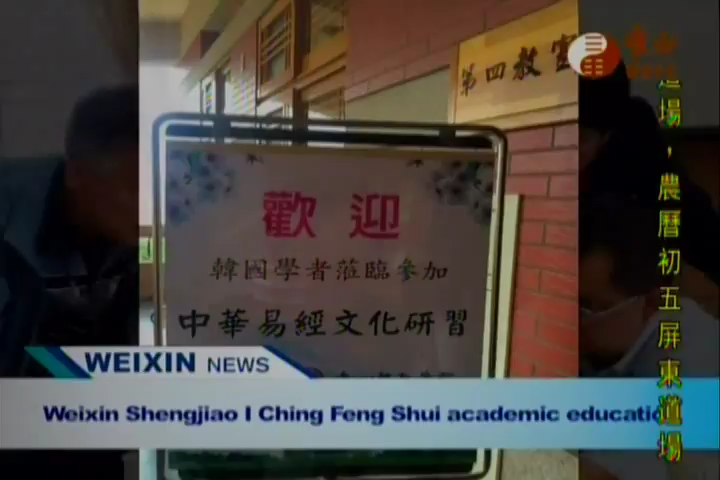 第四教室
歡迎
韓國學者蒞臨參加
中華易經文化研習
WEIXIN NEWS
Weixin Shengjiao I Ching Feng Shui academic educatio
道場，農曆初五屏東道場